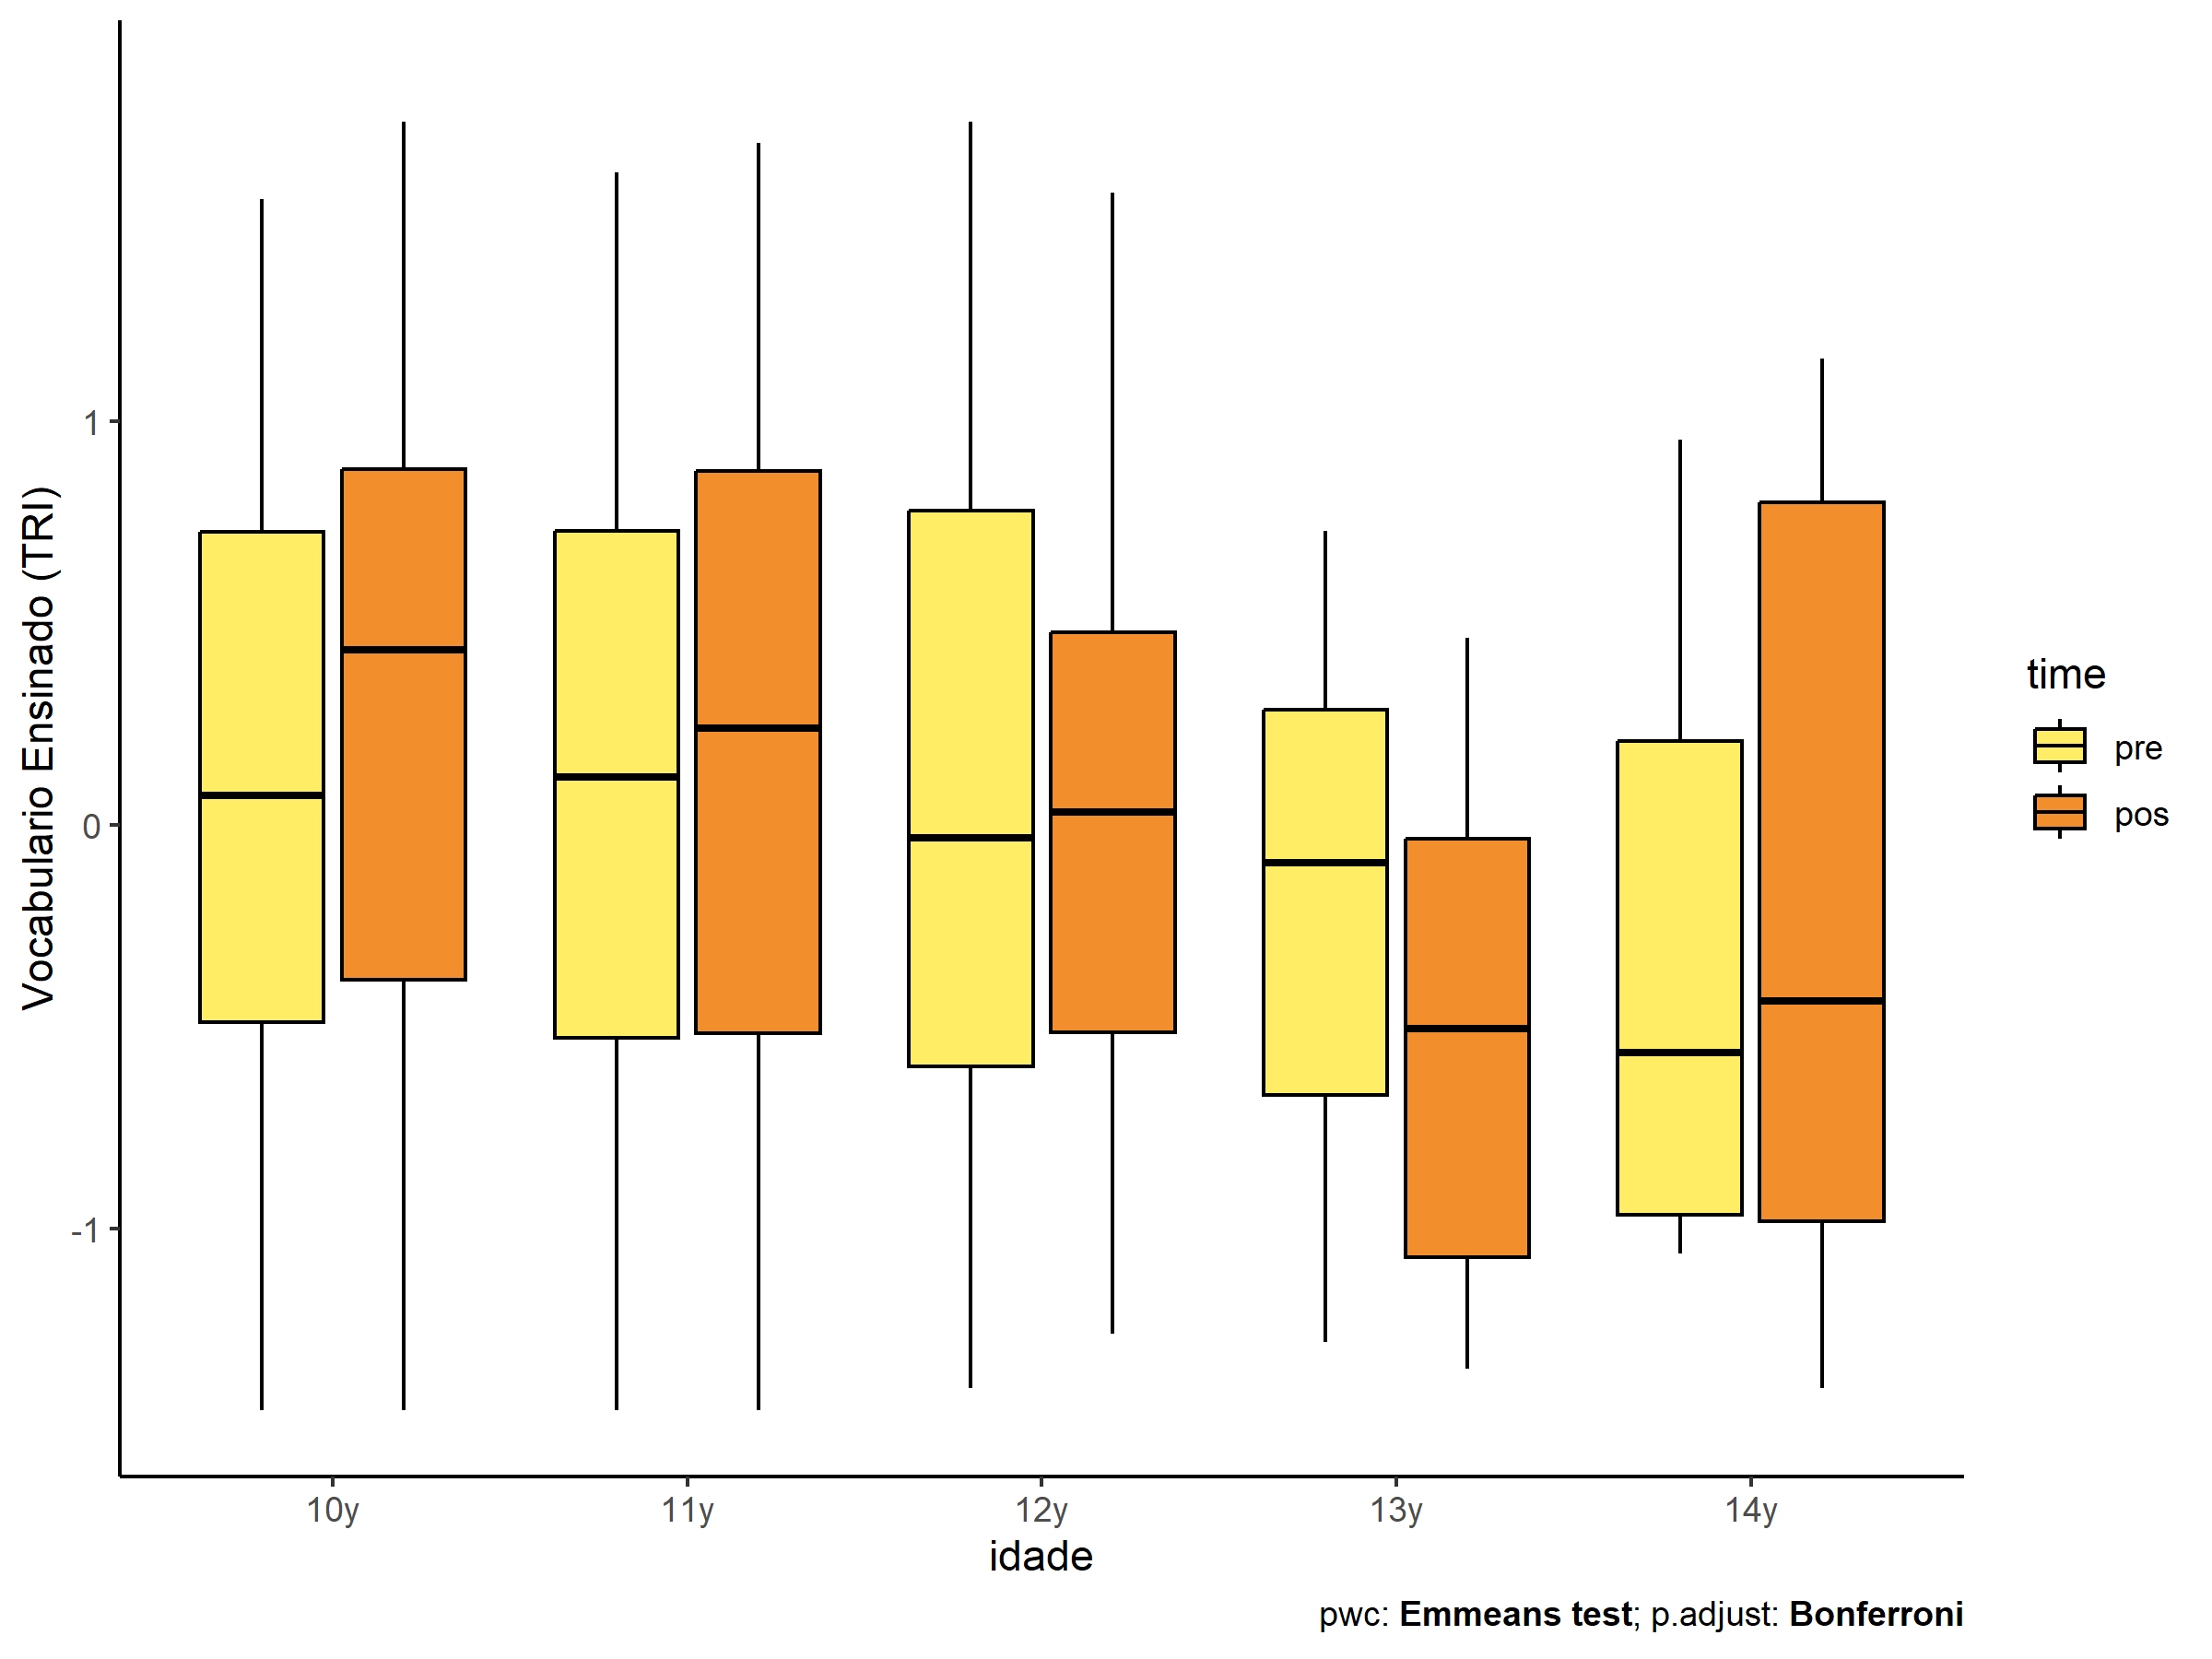 Vocabulario Ensinado (TRI)
1
0
-1
10y 11y 12y 13y 14y
idade
time
pre
pos
pwc: Emmeans test; p.adjust: Bonferroni